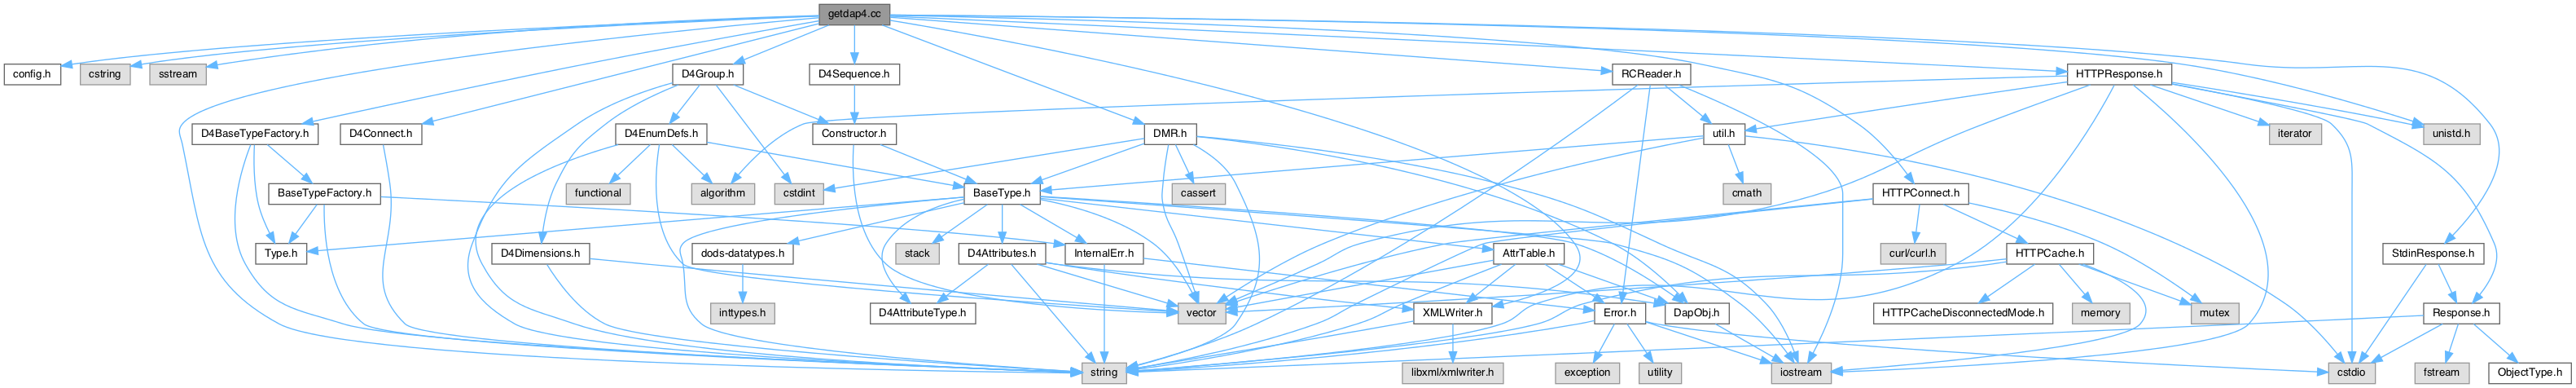 getdap4.cc
config.h
cstring
sstream
D4Group.h
D4Sequence.h
RCReader.h
HTTPResponse.h
D4BaseTypeFactory.h
D4Connect.h
D4EnumDefs.h
Constructor.h
DMR.h
util.h
iterator
unistd.h
BaseTypeFactory.h
functional
algorithm
cstdint
BaseType.h
cassert
cmath
HTTPConnect.h
Type.h
D4Dimensions.h
dods-datatypes.h
stack
D4Attributes.h
InternalErr.h
AttrTable.h
curl/curl.h
HTTPCache.h
StdinResponse.h
inttypes.h
D4AttributeType.h
vector
XMLWriter.h
Error.h
DapObj.h
HTTPCacheDisconnectedMode.h
memory
mutex
Response.h
string
libxml/xmlwriter.h
exception
utility
iostream
cstdio
fstream
ObjectType.h